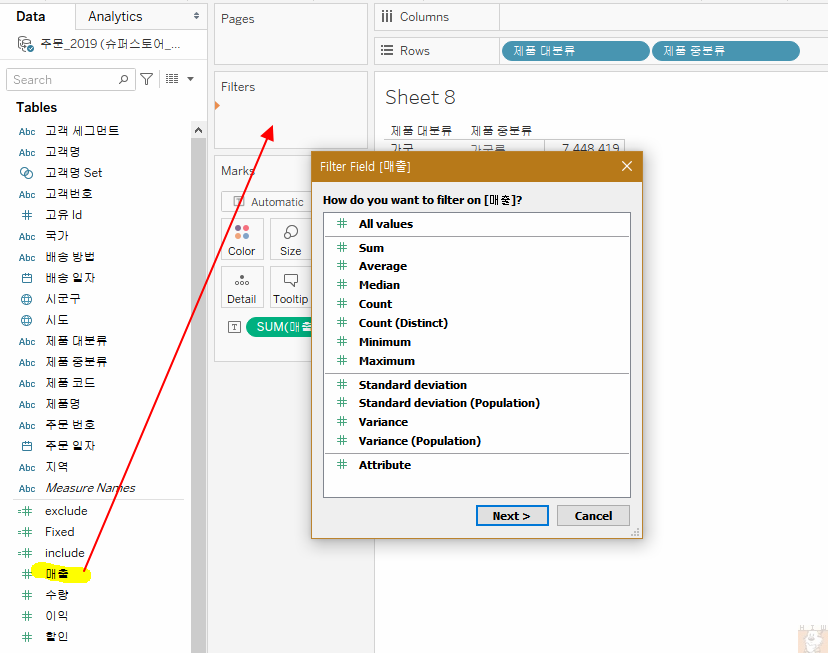 Data
Analytics
주문_2019 (슈퍼스토어_...
Search
Tables
Abc 고객 세그먼트
Abc 고객명
고객명 Set
Abc 고객번호
고유 Id
Abc 국가
Abc 배송 방법
배송 일자
시군구
시도
Abc 제품 대분류
Abc 제품 중분류
Abc 제품 코드
Abc 제품명
Abc 주문 번호
주문 일자
Abc 지역
Abc Measure Names
exclude
Fixed
include
매출
수량
이익
할인
Pages
Filters
Marks
Automatic
Color
Size
Detail
Tooltip
SUM(매출
Columns
Rows
제품 대분류
제품 중분류
Sheet 8
제품 대분류 제품 중분류
가구 가구류 7,448,419
Filter Field [매출]
How do you want to filter on [매출]?
All values
Sum
Average
Median
Count
Count (Distinct)
Minimum
Maximum
Standard deviation
Standard deviation (Population)
Variance
Variance (Population)
Attribute
Next >
Cancel